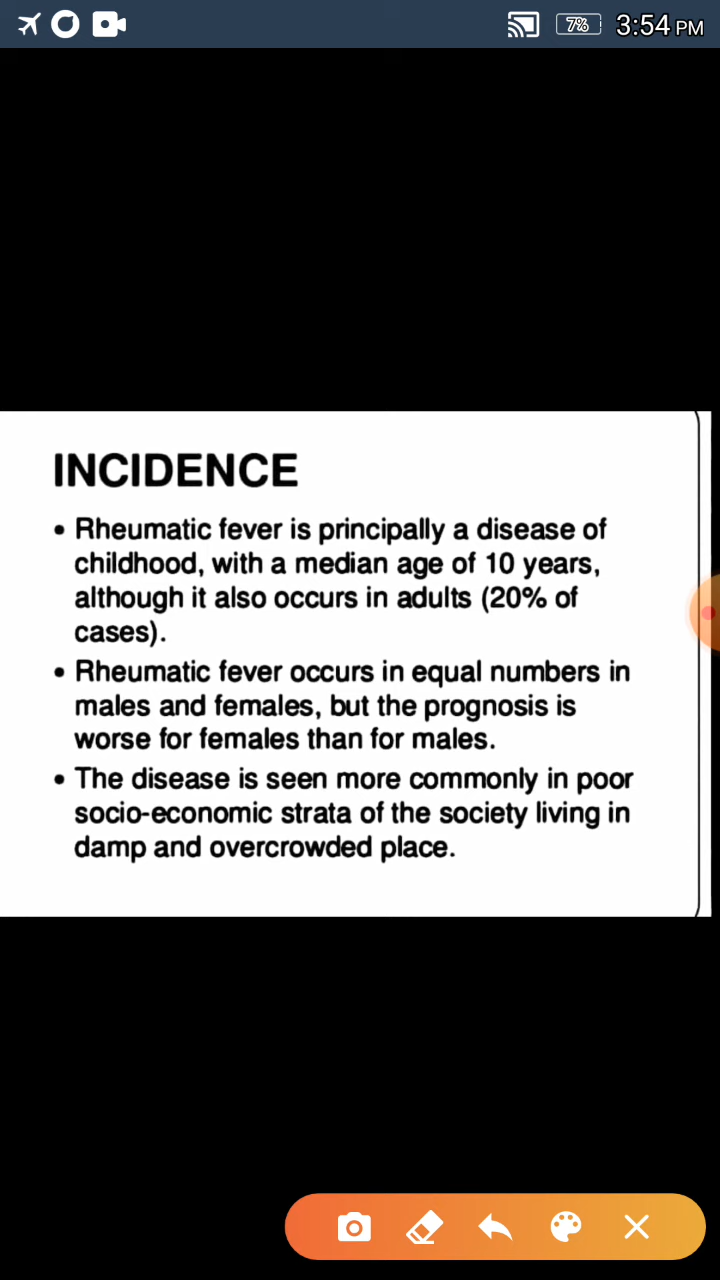 7% 3:54 PM
INCIDENCE
• Rheumatic fever is principally a disease of
childhood, with a median age of 10 years,
although it also occurs in adults (20% of
cases).
• Rheumatic fever occurs in equal numbers in
males and females, but the prognosis is
worse for females than for males.
• The disease is seen more commonly in poor
socio-economic strata of the society living in
damp and overcrowded place.